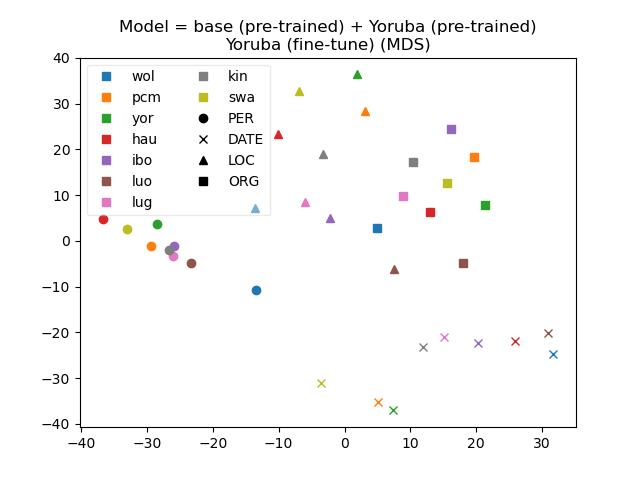 Model = base (pre-trained) + Yoruba (pre-trained)
Yoruba (fine-tune) (MDS)
40
30
20
10
0
−10
−20
−30
−40
wol
pcm
yor
hau
ibo
luo
lug
kin
swa
PER
DATE
LOC
ORG
−40 −30 −20 −10 0 10 20 30